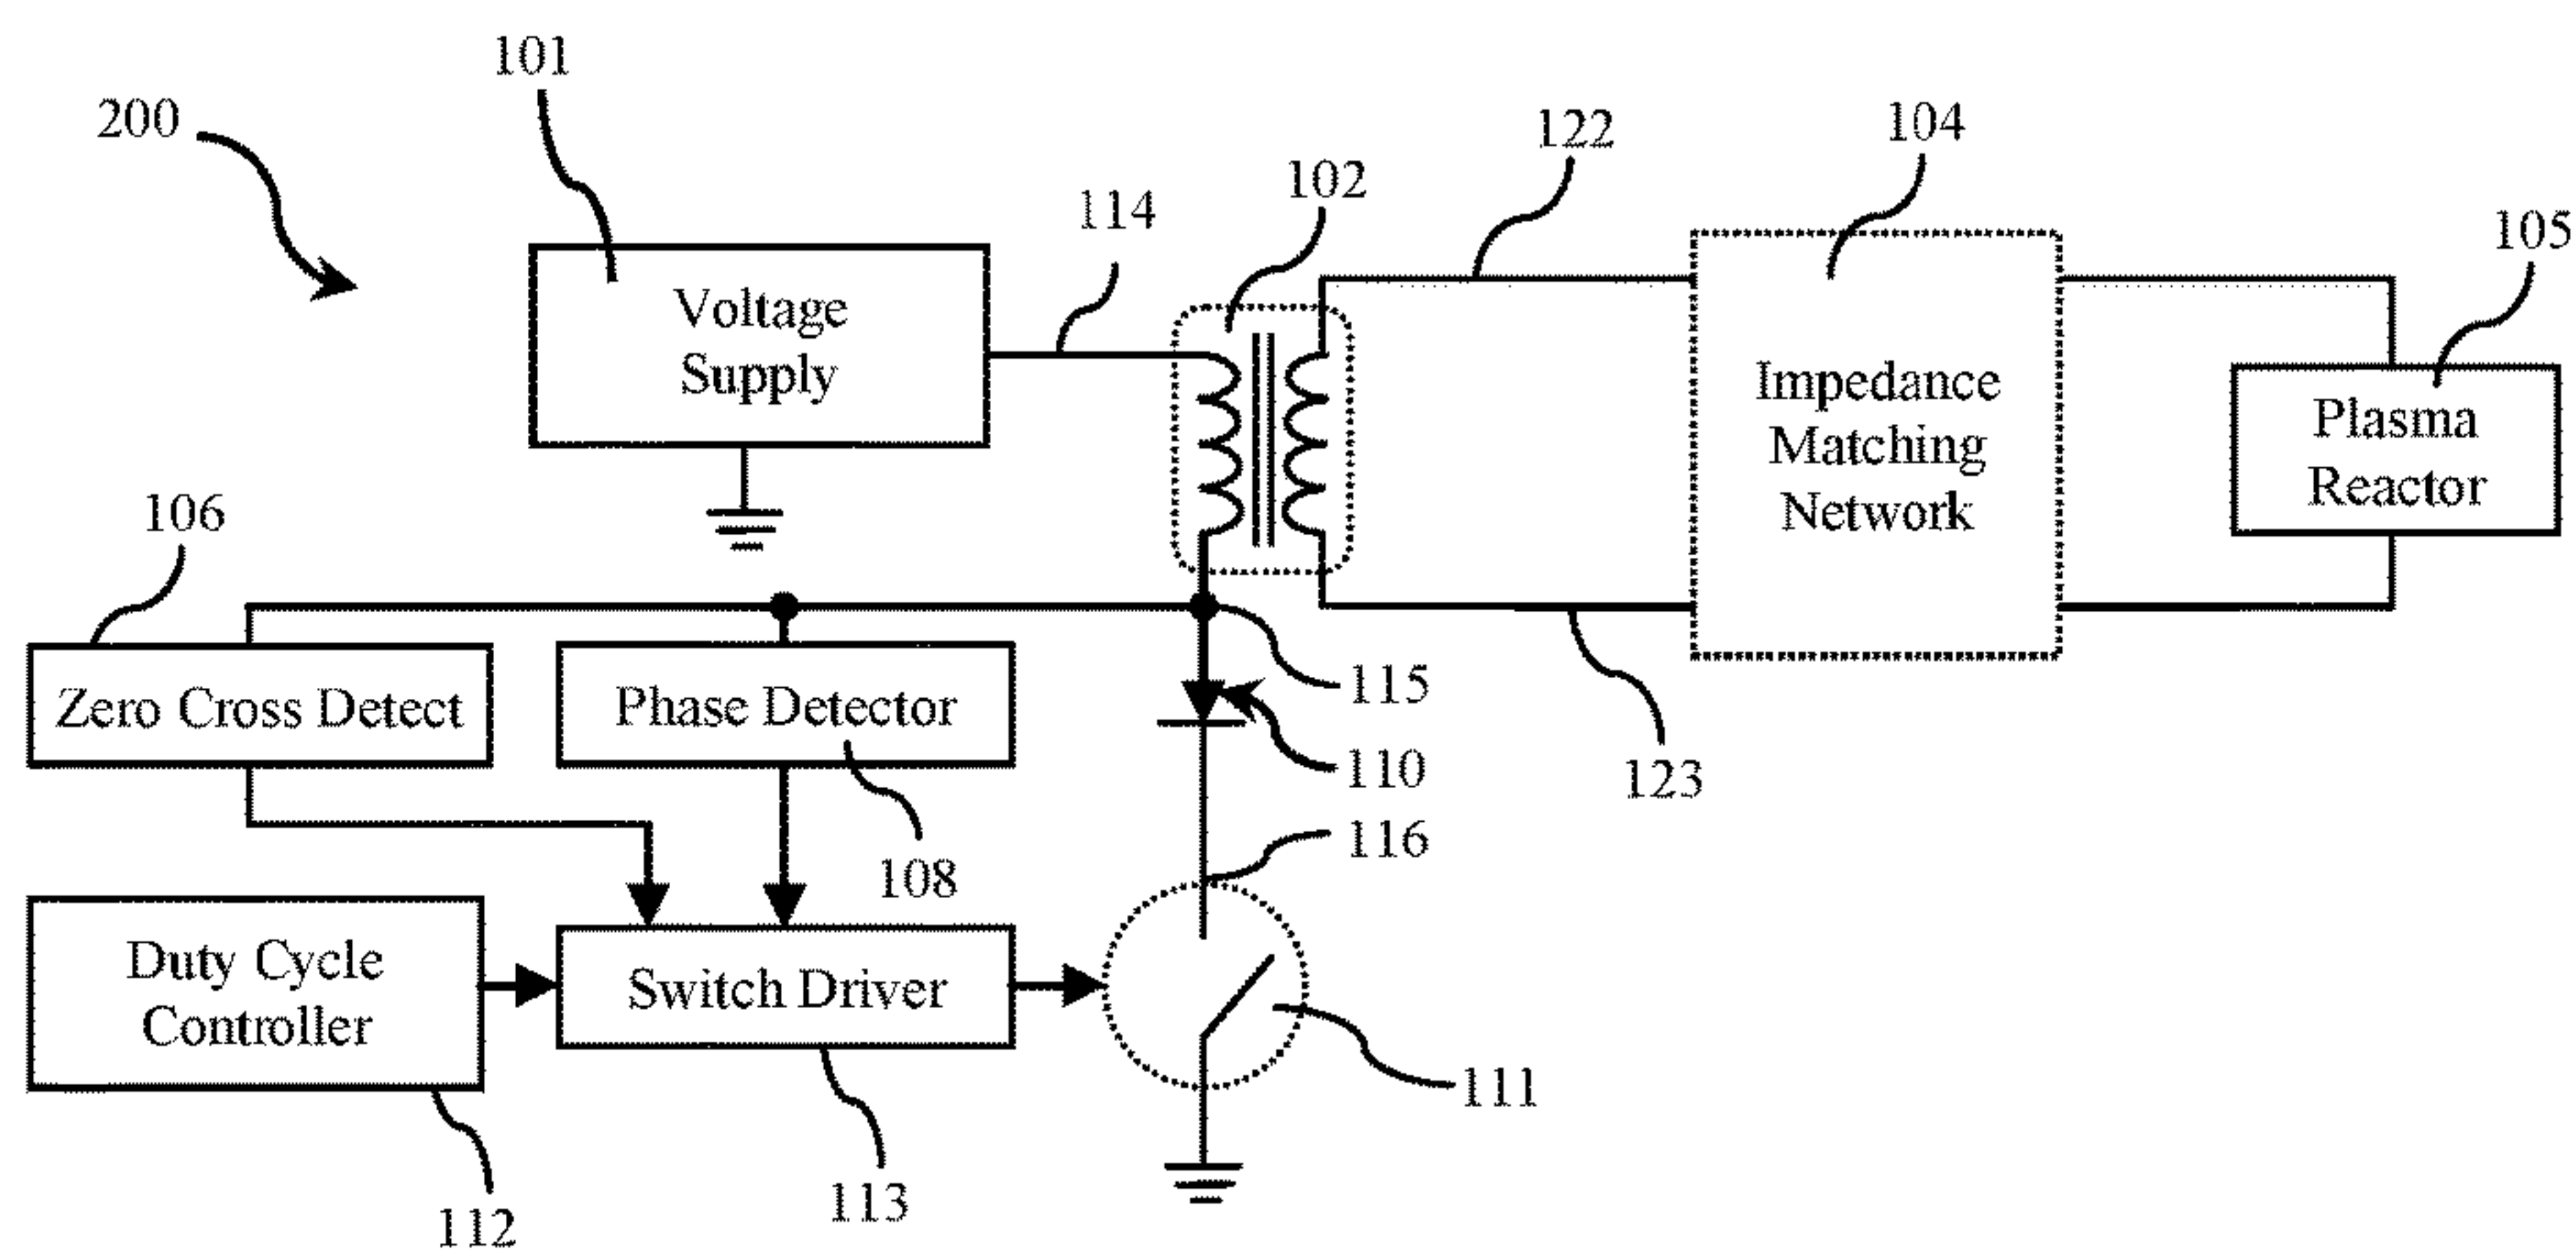 101
200
122
104
102
114
105
Voltage
Supply
Impedance
Matching
Network
Plasma
Reactor
106
115
Zero Cross Detect
Phase Detector
110
123
116
108
Duty Cycle
Controller
Switch Driver
111
113
112